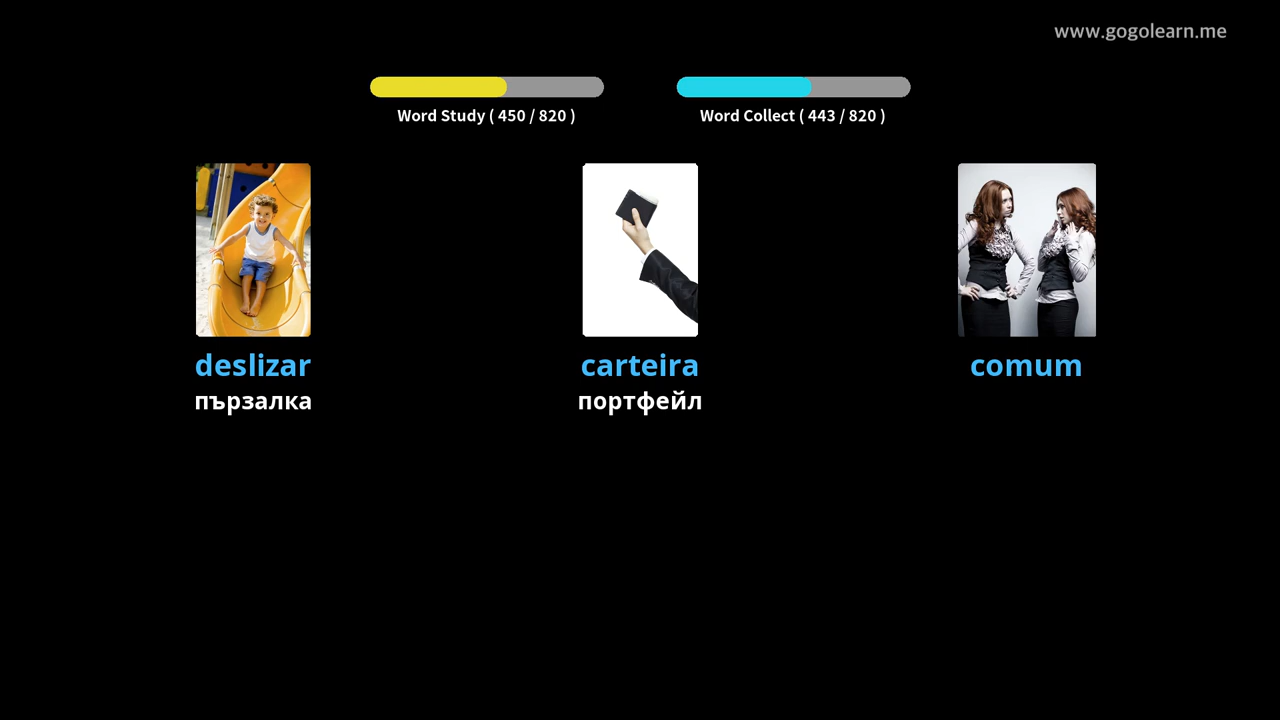 www.gogolearn.me
Word Study ( 450 / 820 )
Word Collect ( 443 / 820 )
deslizar
пързалка
carteira
портфейл
comum